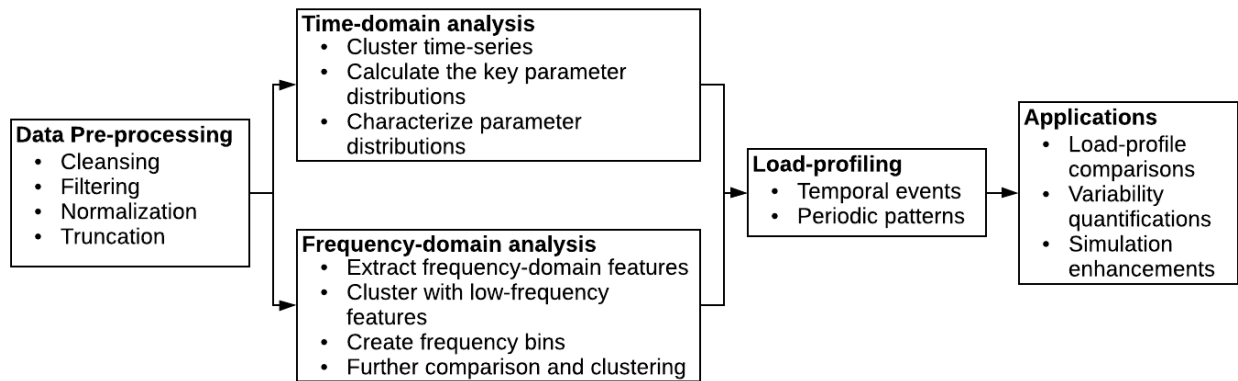 Data Pre-processing
• Cleansing
• Filtering
• Normalization
• Truncation
Time-domain analysis
• Cluster time-series
• Calculate the key parameter
distributions
• Characterize parameter
distributions
Frequency-domain analysis
• Extract frequency-domain features
• Cluster with low-frequency
features
• Create frequency bins
• Further comparison and clustering
Load-profiling
• Temporal events
• Periodic patterns
Applications
• Load-profile
comparisons
• Variability
quantifications
• Simulation
enhancements